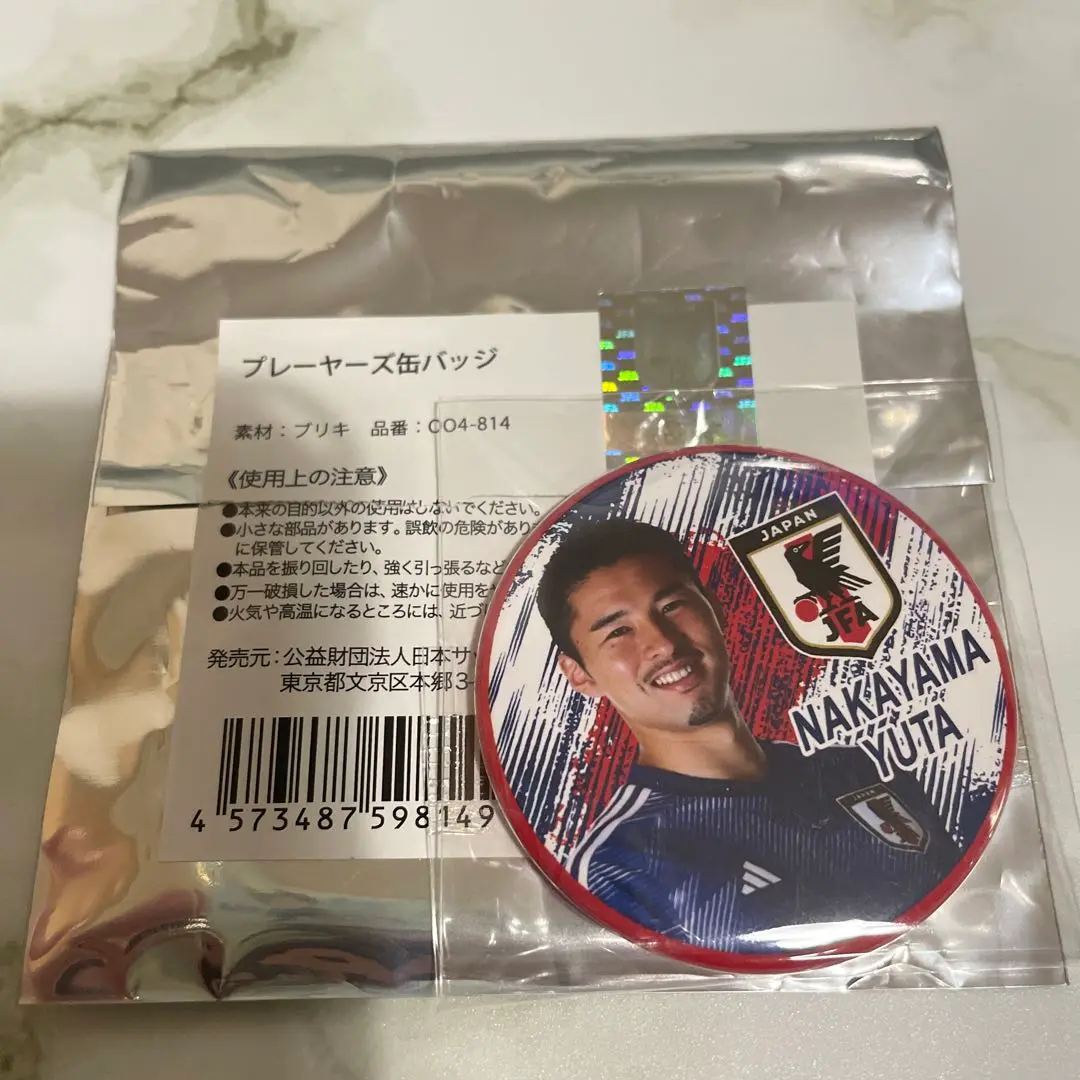 プレーヤーズ缶バッジ
素材：ブリキ　品番：CO4-814
《使用上の注意》
●本来の目的以外の使用はしないでください。
●小さな部品があります。誤飲の危険があり
に保管してください。
●本品を振り回したり、強く引っ張るなど
●万一破損した場合は、速かに使用を
●火気や高温になるところには、近づ
発売元：公益財団法人日本サッ
東京都文京区本郷3-
4 573487 598149
JFA
JAPAN
JFA
NAKAYAMA
YUTA
JAPAN